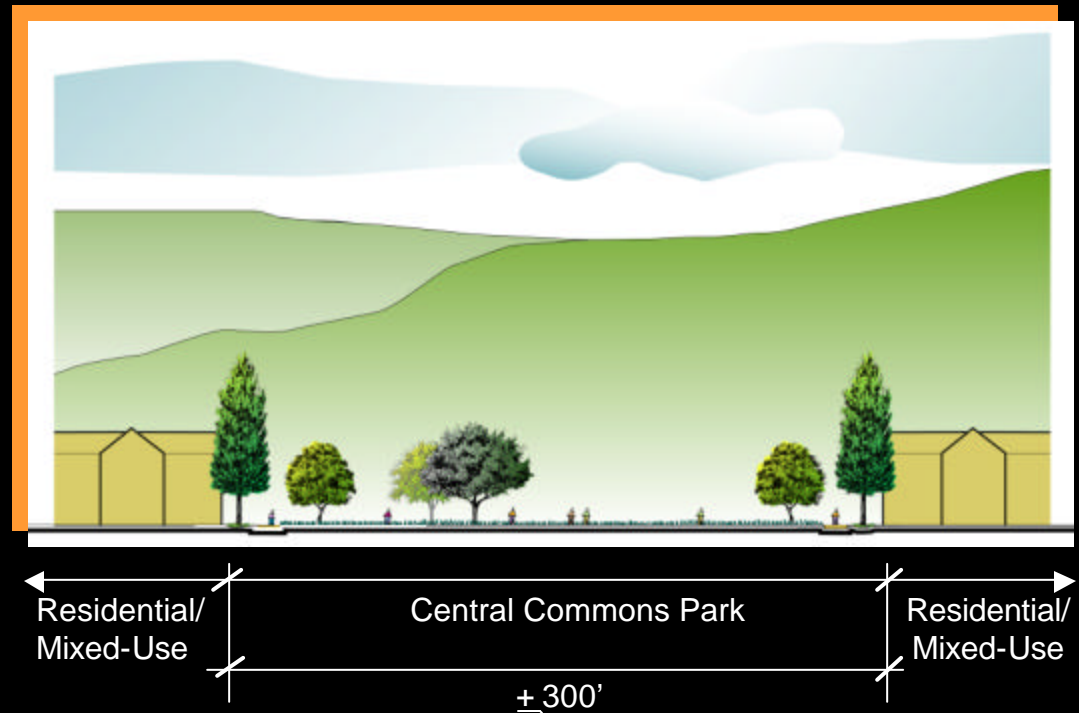 Residential/
Mixed-Use
Central Commons Park
Residential/
Mixed-Use
± 300’